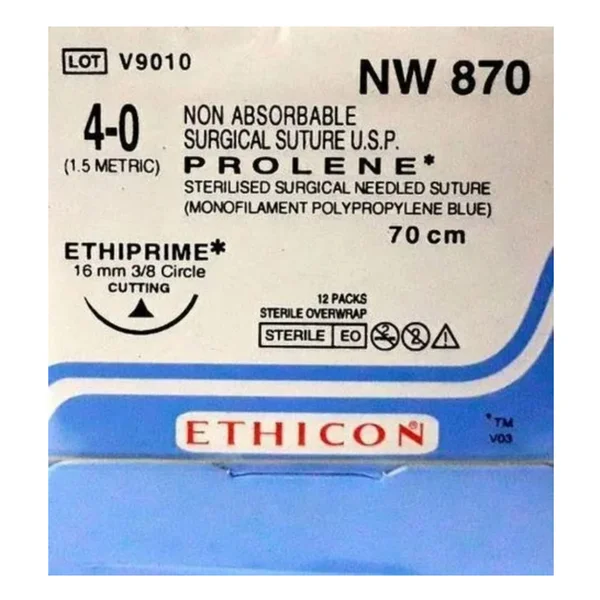 LOT V9010
NW 870
4-0
(1.5 METRIC)
NON ABSORBABLE
SURGICAL SUTURE U.S.P.
PROLENE*
STERILISED SURGICAL NEEDLED SUTURE
(MONOFILAMENT POLYPROPYLENE BLUE)
70 cm
ETHIPRIME*
16 mm 3/8 Circle
CUTTING
12 PACKS
STERILE OVERWRAP
STERILE EO
2
ETHICON®
*TM
V03